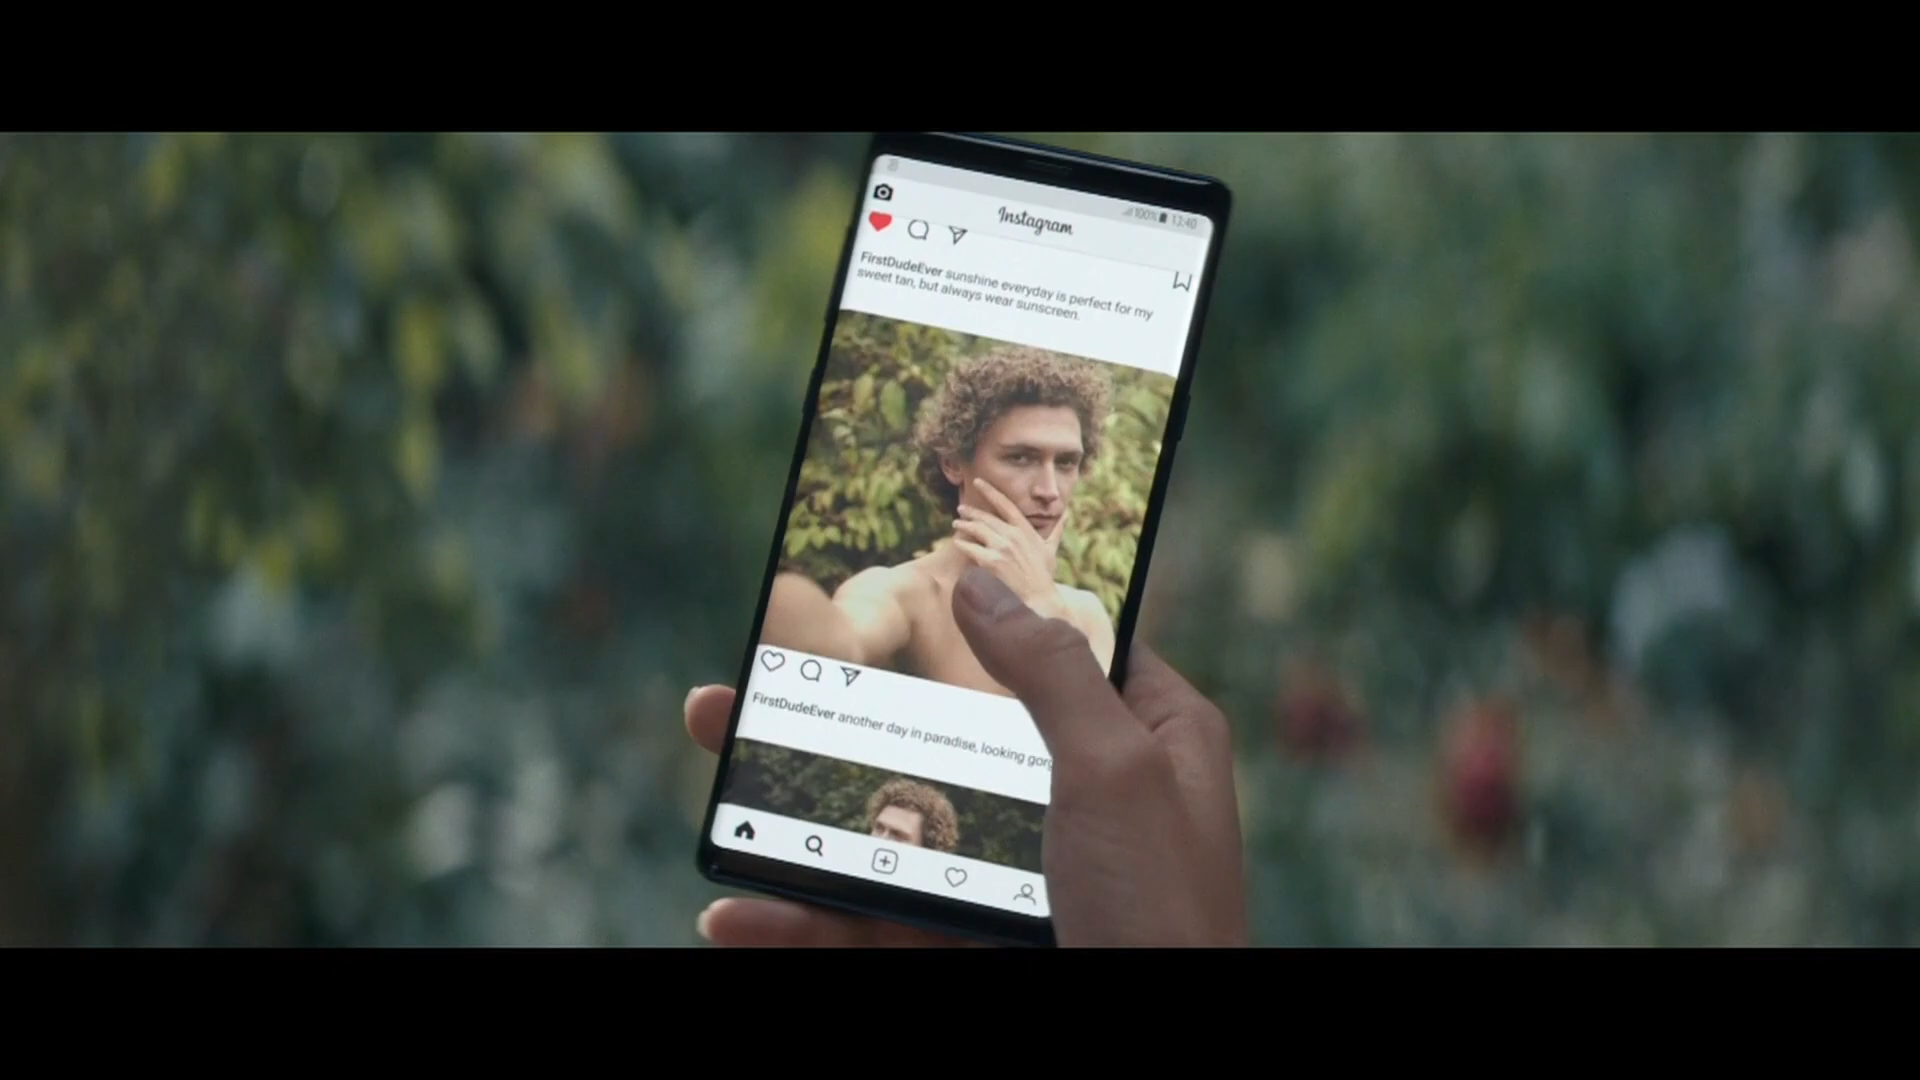 100% 13:40
Instagram
FirstDudeEver sunshine everyday is perfect for my
sweet tan, but always wear sunscreen.
FirstDudeEver another day in paradise, looking